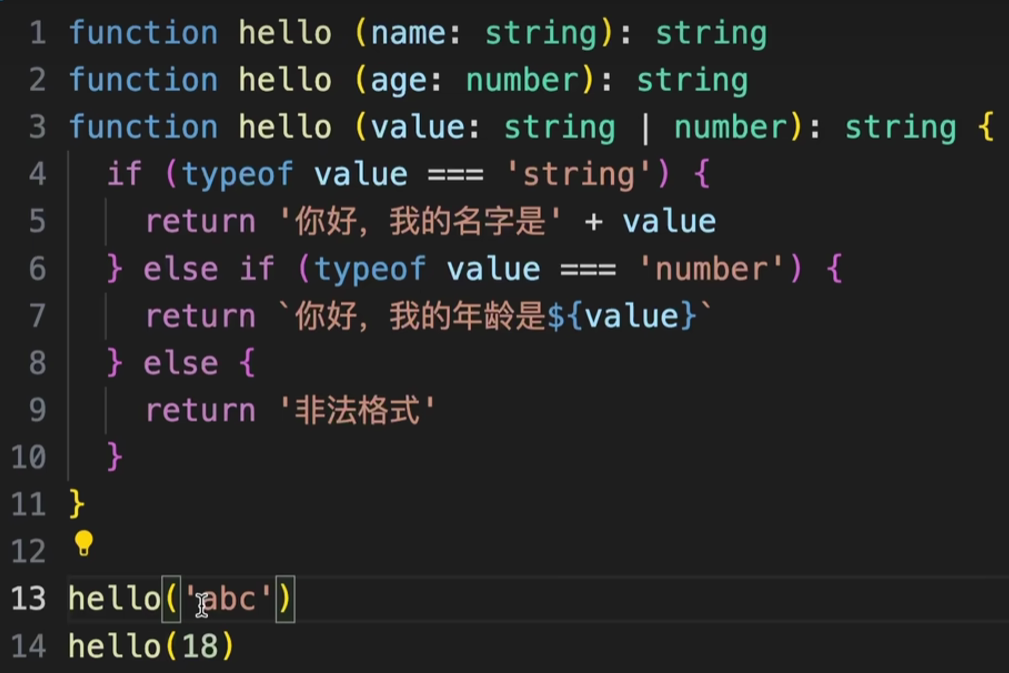 1 function hello (name: string): string
2 function hello (age: number): string
3 function hello (value: string | number): string {
4 if (typeof value === 'string') {
5 return '你好，我的名字是' + value
6 } else if (typeof value === 'number') {
7 return `你好，我的年龄是${value}`
8 } else {
9 return '非法格式'
10 }
11 }
12
13 hello('abc')
14 hello(18)